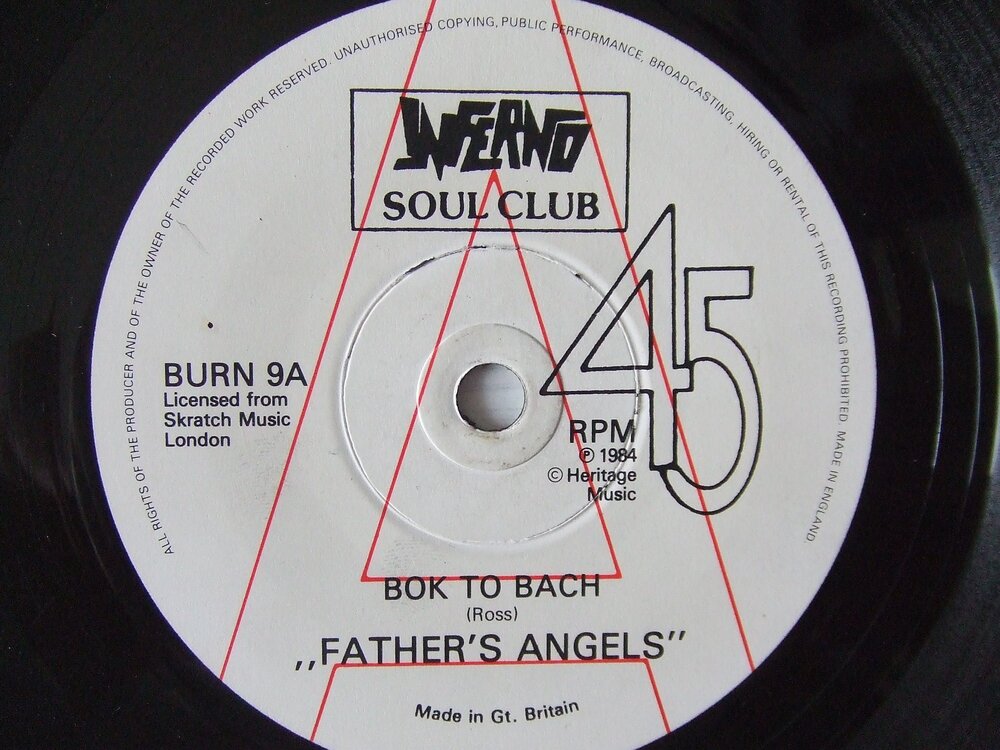 ALL RIGHTS OF THE PRODUCER AND OF THE OWNER OF THE RECORDED WORK RESERVED. UNAUTHORISED COPYING, PUBLIC PERFORMANCE, BROADCASTING, HIRING OR RENTAL OF THIS RECORDING PROHIBITED. MADE IN ENGLAND.
INFERNO
SOUL CLUB
45
RPM
BURN 9A
Licensed from
Skratch Music
London
℗ 1984
© Heritage
Music
A
BOK TO BACH
(Ross)
,,FATHER'S ANGELS”
Made in Gt. Britain